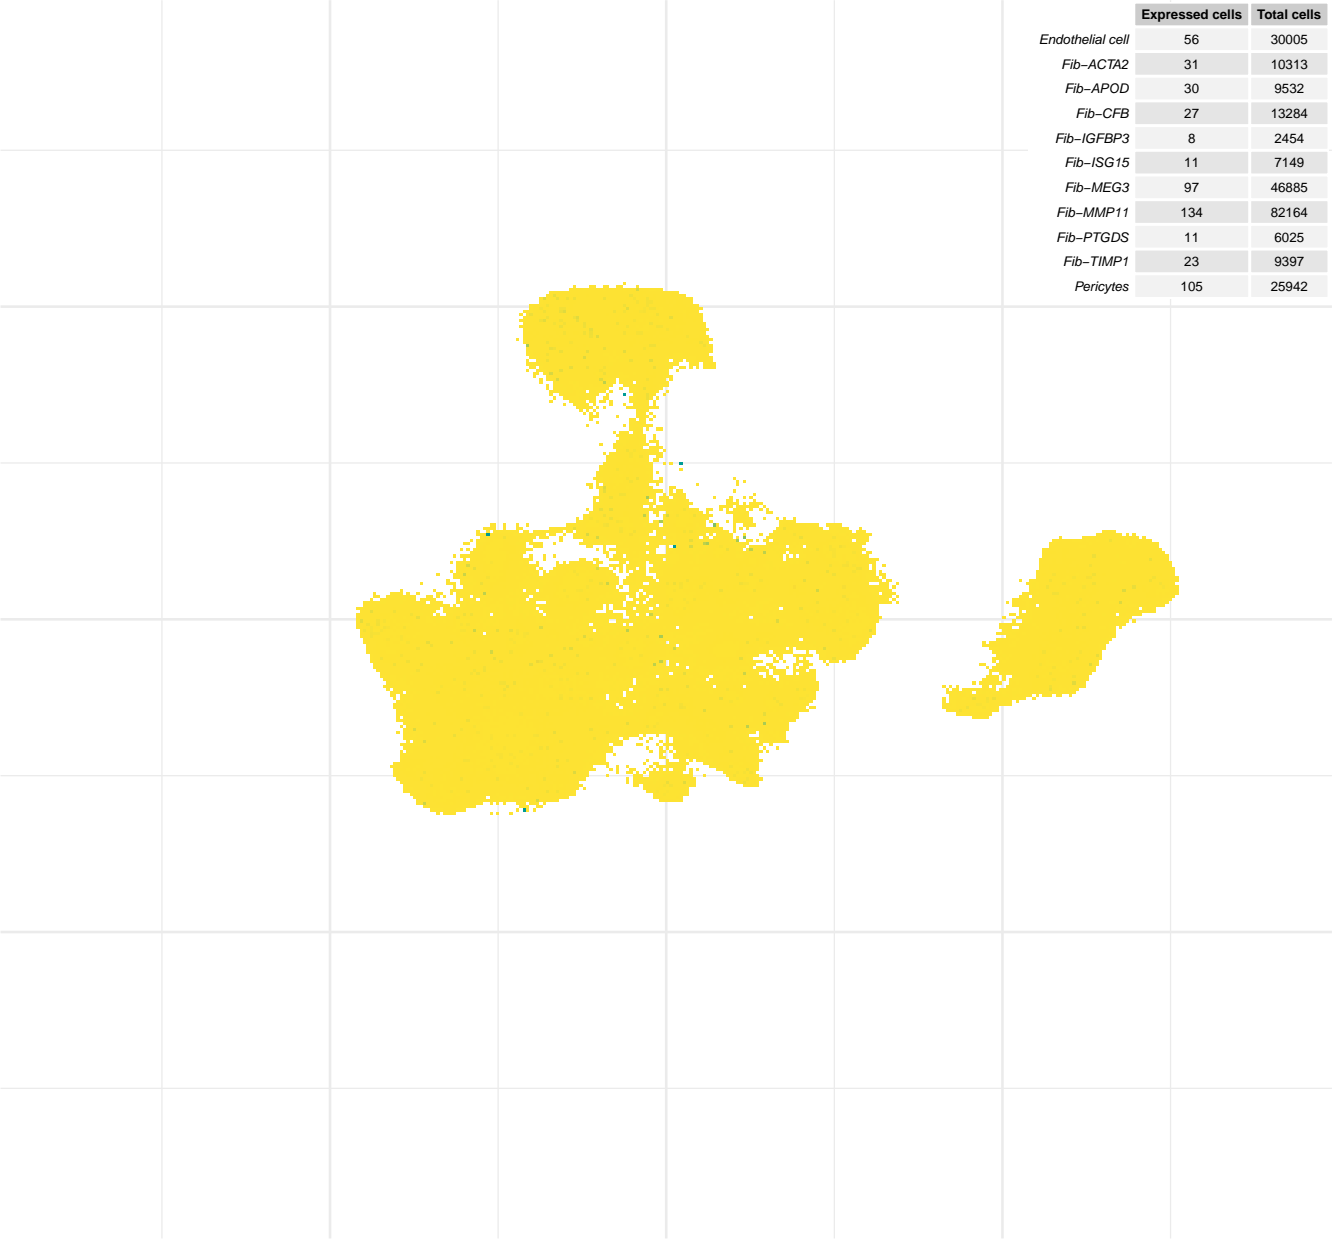 Expressed cells Total cells
Endothelial cell 56 30005
Fib−ACTA2 31 10313
Fib−APOD 30 9532
Fib−CFB 27 13284
Fib−IGFBP3 8 2454
Fib−ISG15 11 7149
Fib−MEG3 97 46885
Fib−MMP11 134 82164
Fib−PTGDS 11 6025
Fib−TIMP1 23 9397
Pericytes 105 25942